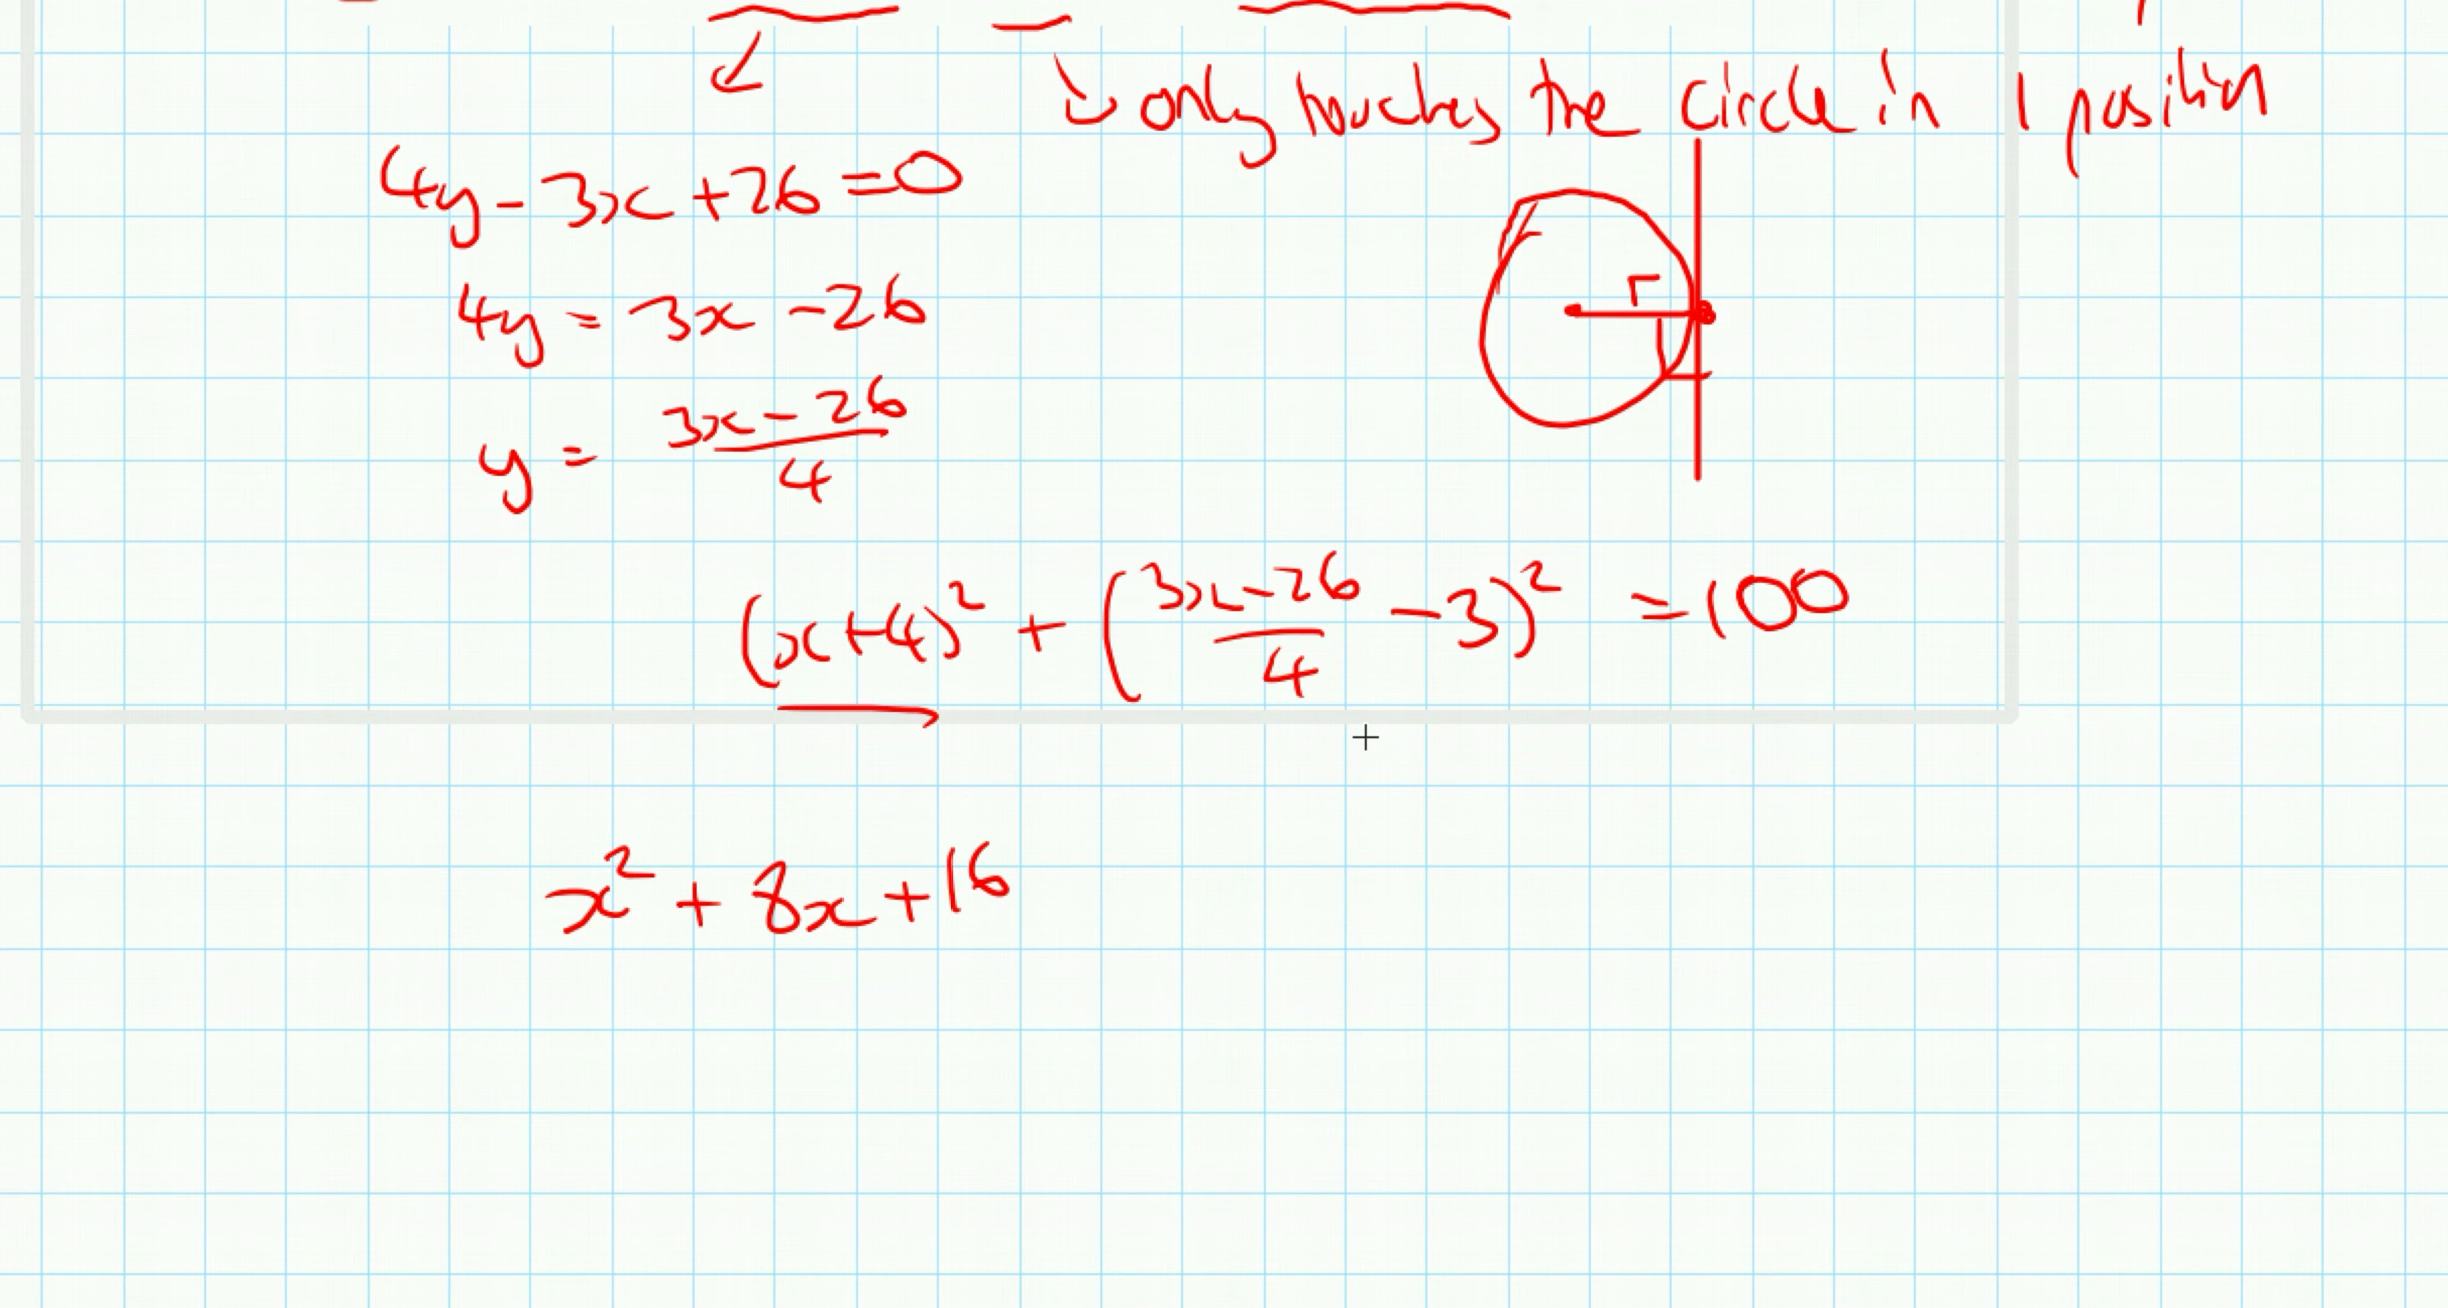 only touches the circle in 1 position
4y - 3x + 26 = 0
4y = 3x - 26
r
y = (3x - 26)/4
(x+4)² + ((3x - 26)/4 - 3)² = 100
x² + 8x + 16